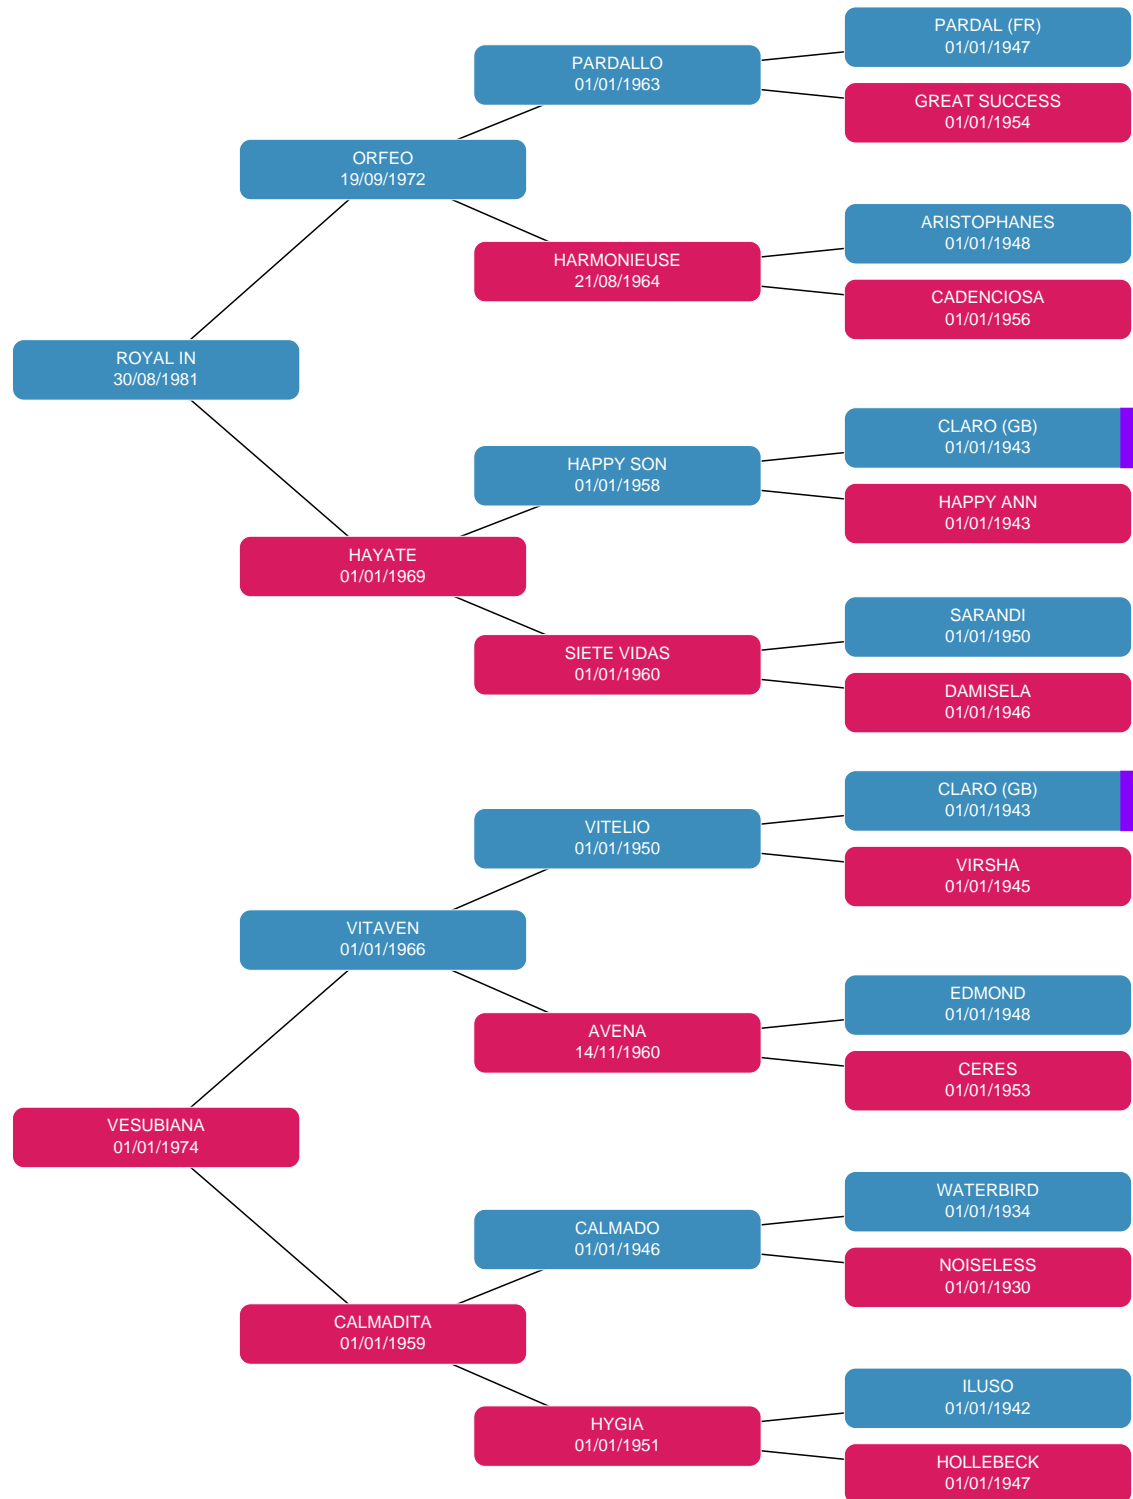 PARDAL (FR)
01/01/1947
PARDALLO
01/01/1963
GREAT SUCCESS
01/01/1954
ORFEO
19/09/1972
ARISTOPHANES
01/01/1948
HARMONIEUSE
21/08/1964
CADENCIOSA
01/01/1956
ROYAL IN
30/08/1981
CLARO (GB)
01/01/1943
HAPPY SON
01/01/1958
HAPPY ANN
01/01/1943
HAYATE
01/01/1969
SARANDI
01/01/1950
SIETE VIDAS
01/01/1960
DAMISELA
01/01/1946
CLARO (GB)
01/01/1943
VITELIO
01/01/1950
VIRSHA
01/01/1945
VITAVEN
01/01/1966
EDMOND
01/01/1948
AVENA
14/11/1960
CERES
01/01/1953
VESUBIANA
01/01/1974
WATERBIRD
01/01/1934
CALMADO
01/01/1946
NOISELESS
01/01/1930
CALMADITA
01/01/1959
ILUSO
01/01/1942
HYGIA
01/01/1951
HOLLEBECK
01/01/1947